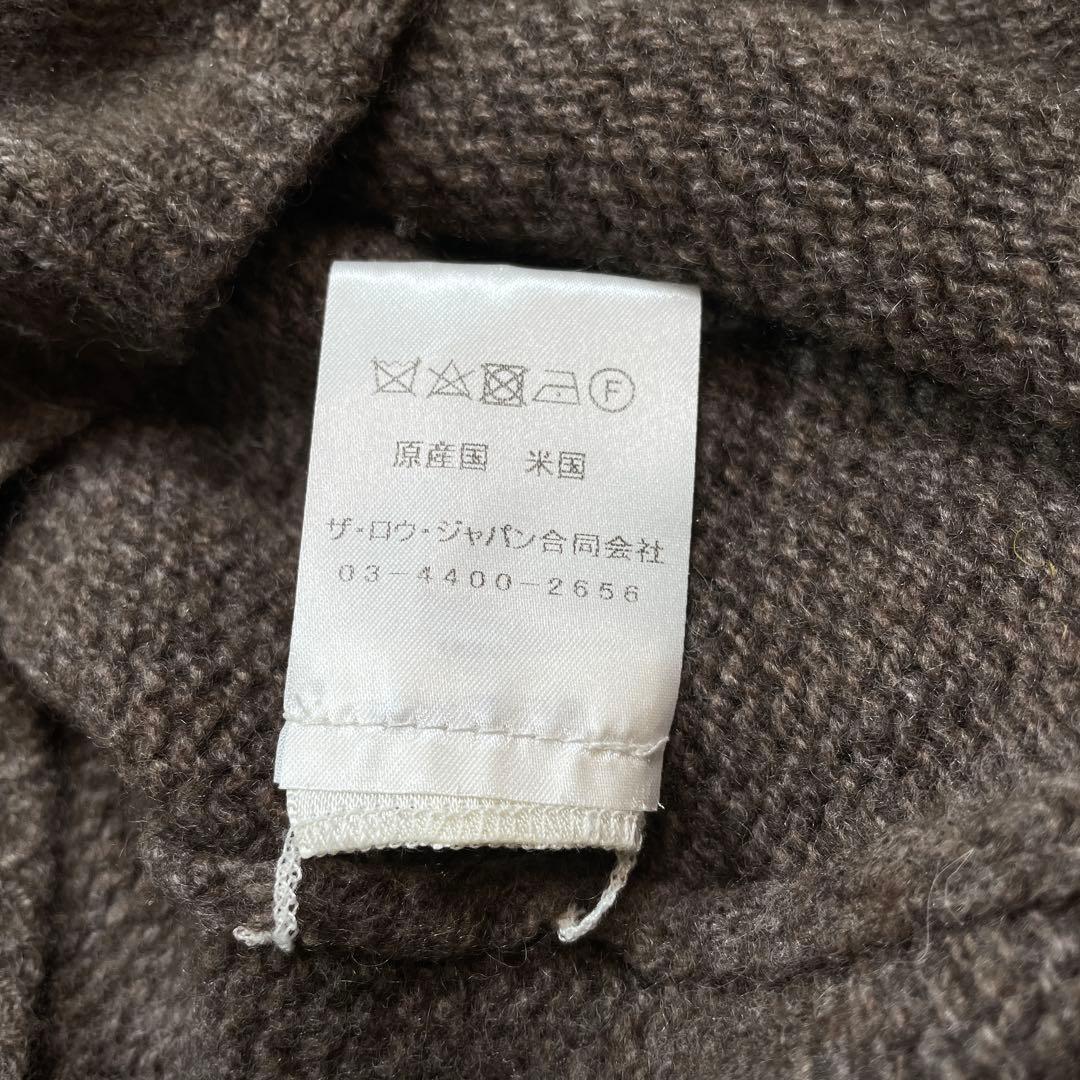 F
原産国 米国
ザ・ロウ・ジャパン合同会社
03-4400-2656